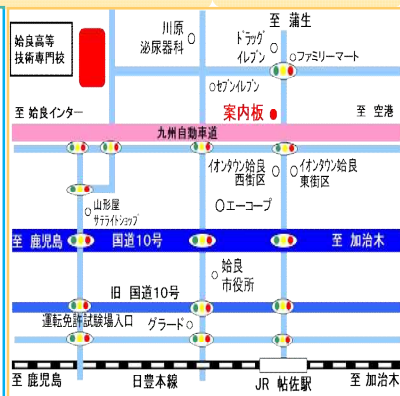 至 蒲生
川原
泌尿器科
ドラッグ
イレブン
ファミリーマート
姶良高等
技術専門校
セブンイレブン
至 姶良インター
案内板
至 空港
九州自動車道
イオンタウン姶良
西街区
イオンタウン姶良
東街区
山形屋
サテライトショップ
エーコープ
至 鹿児島
国道10号
至 加治木
姶良
市役所
旧 国道10号
運転免許試験場入口
グラード
至 鹿児島
日豊本線
JR 帖佐駅
至 加治木